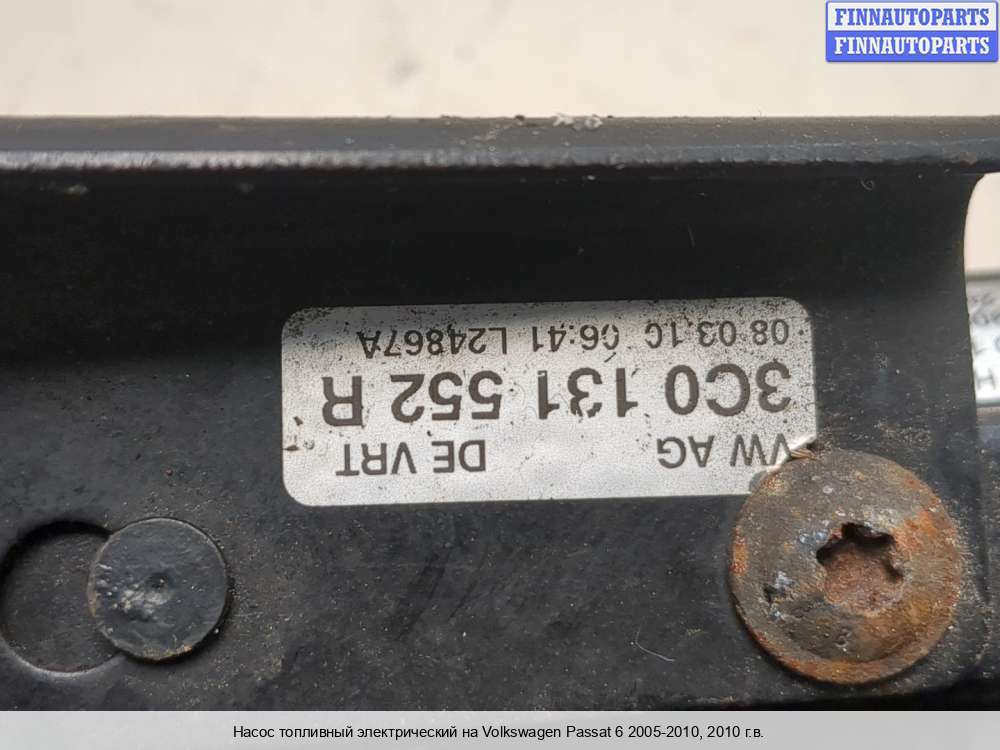 FINNAUTOPARTS
FINNAUTOPARTS
VW AG DE VRT
3C0 131 552 R
08.03.10 06:41 L24867A
Насос топливный электрический на Volkswagen Passat 6 2005-2010, 2010 г.в.